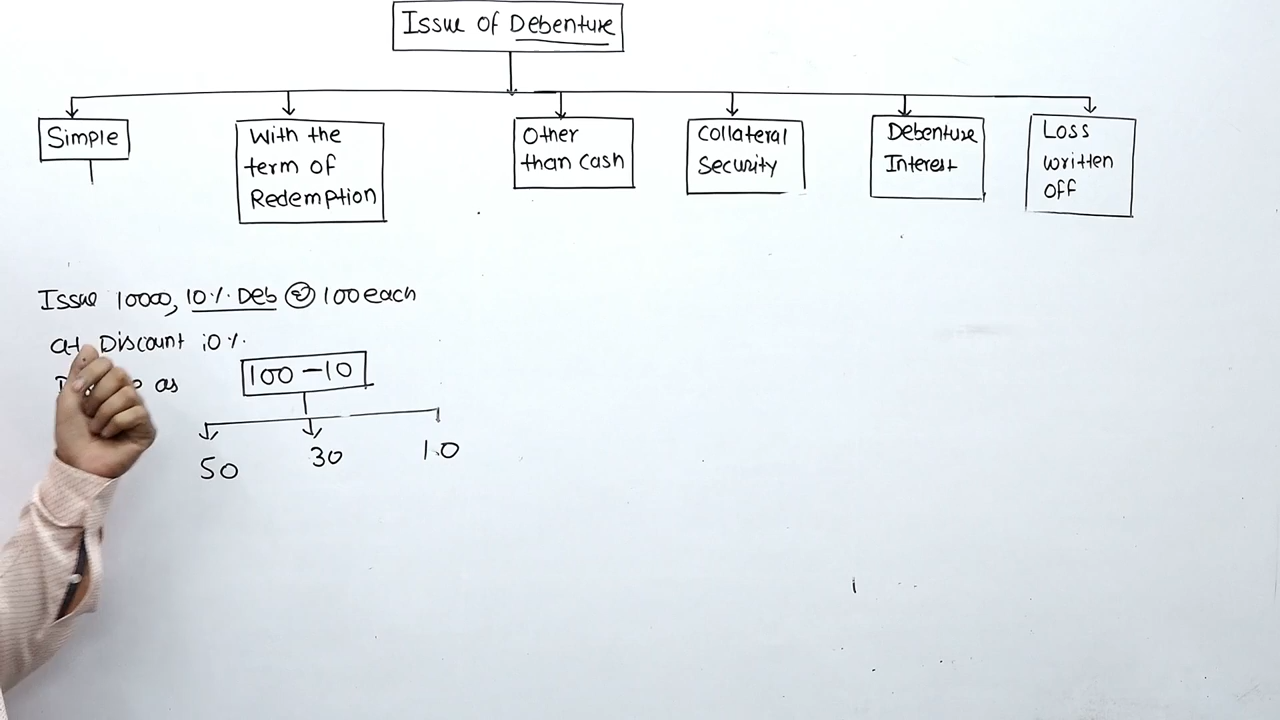 Issue of Debenture
Simple
With the
term of
Redemption
Other
than cash
Collateral
Security
Debenture
Interest
Loss
written
off
Issue 10000, 10% Deb @ 100 each
at Discount 10%.
as
100 - 10
50
30
10